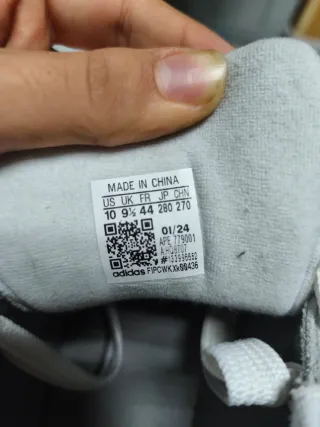 MADE IN CHINA
US UK FR JP CHN
10 9½ 44 280 270
01/24
APE 779001
adidas